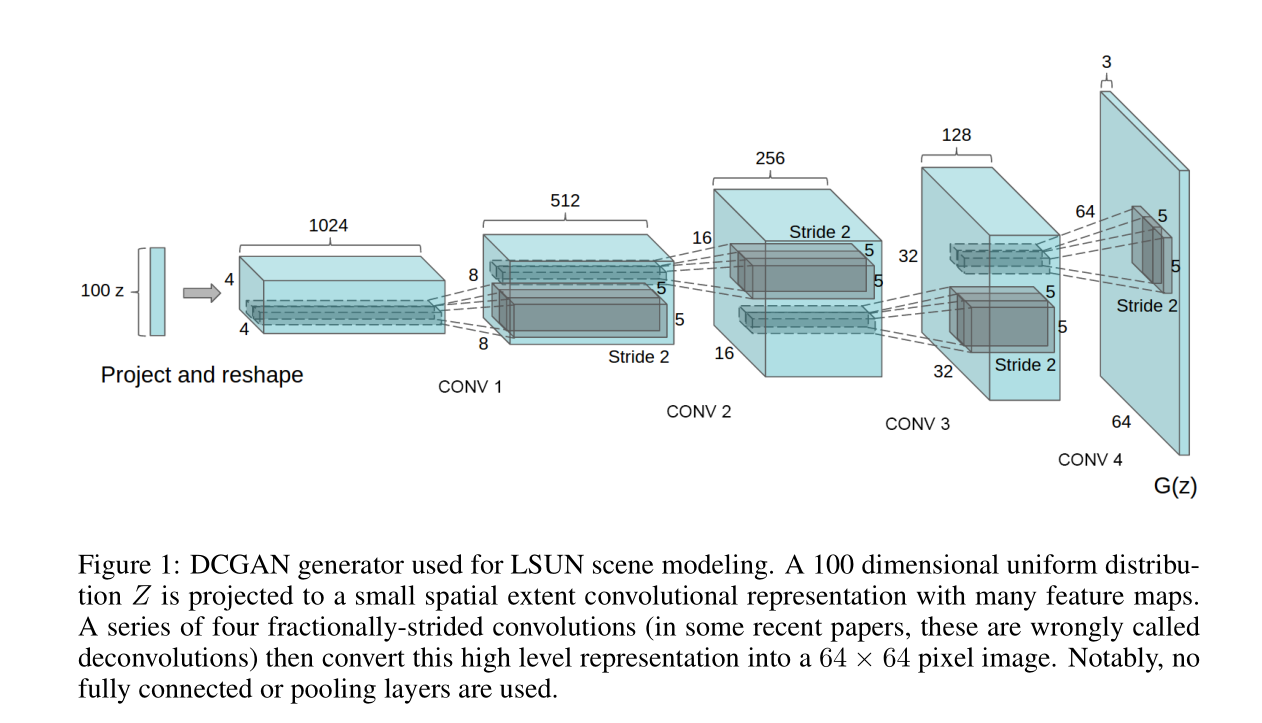 3
128
256
64
5
512
16
Stride 2
1024
5
32
5
8
5
4
5
5
100 z
5
Stride 2
4
5
5
8
16
Stride 2
Stride 2
32
Project and reshape
CONV 1
CONV 2
CONV 3
64
CONV 4
G(z)
Figure 1: DCGAN generator used for LSUN scene modeling. A 100 dimensional uniform distribu-
tion Z is projected to a small spatial extent convolutional representation with many feature maps.
A series of four fractionally-strided convolutions (in some recent papers, these are wrongly called
deconvolutions) then convert this high level representation into a 64 × 64 pixel image. Notably, no
fully connected or pooling layers are used.